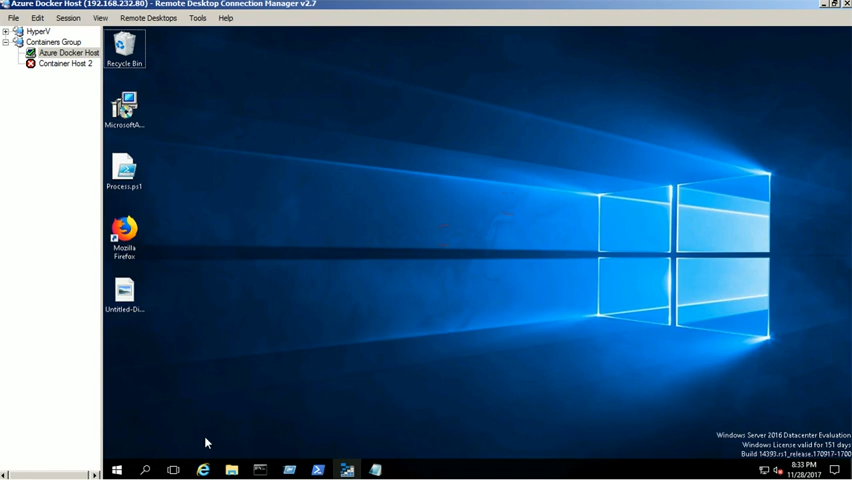 Azure Docker Host (192.168.232.80) - Remote Desktop Connection Manager v2.7
File Edit Session View Remote Desktops Tools Help
HyperV
Containers Group
Azure Docker Host
Container Host 2
Recycle Bin
MicrosoftA...
Process.ps1
Mozilla
Firefox
Untitled-Di...
Windows Server 2016 Datacenter Evaluation
Windows License valid for 151 days
Build 14393.rs1_release.170917-1700
8:33 PM
11/28/2017